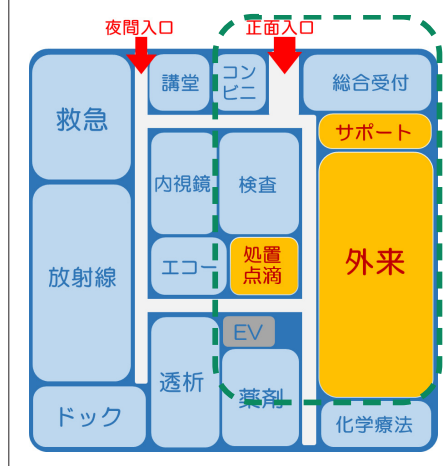 夜間入口
正面入口
救急
講堂
コン
ビニ
総合受付
サポート
内視鏡
検査
外来
放射線
エコー
処置
点滴
EV
透析
薬剤
ドック
化学療法